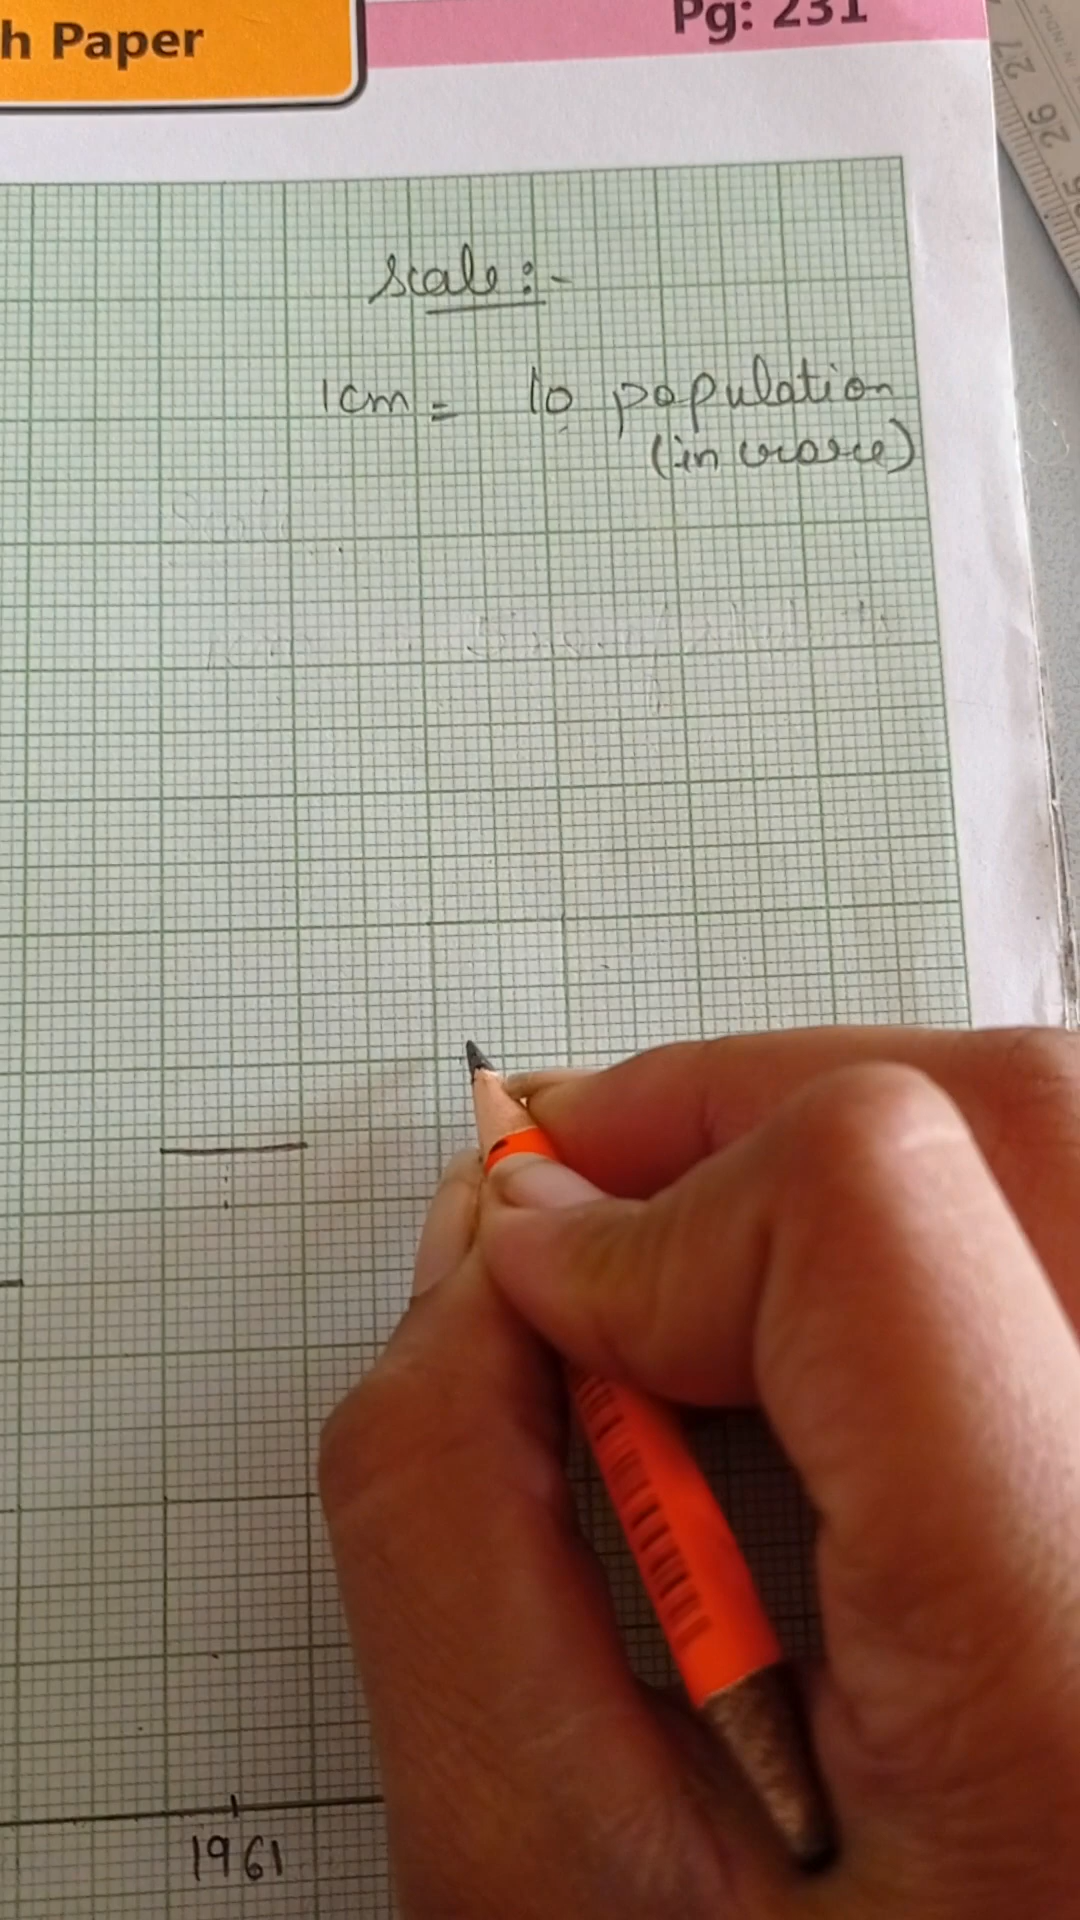 h Paper
Pg: 231
scale :-
1cm = 10 population
(in crore)
1961
27
26